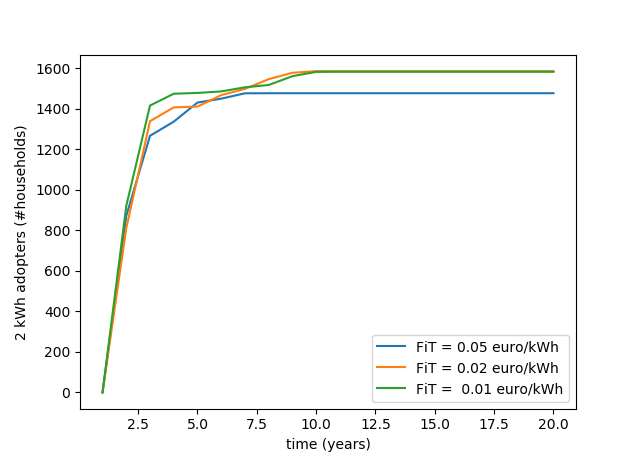 1600
1400
1200
1000
800
600
400
200
0
2 kWh adopters (#households)
2.5 5.0 7.5 10.0 12.5 15.0 17.5 20.0
time (years)
FiT = 0.05 euro/kWh
FiT = 0.02 euro/kWh
FiT =  0.01 euro/kWh